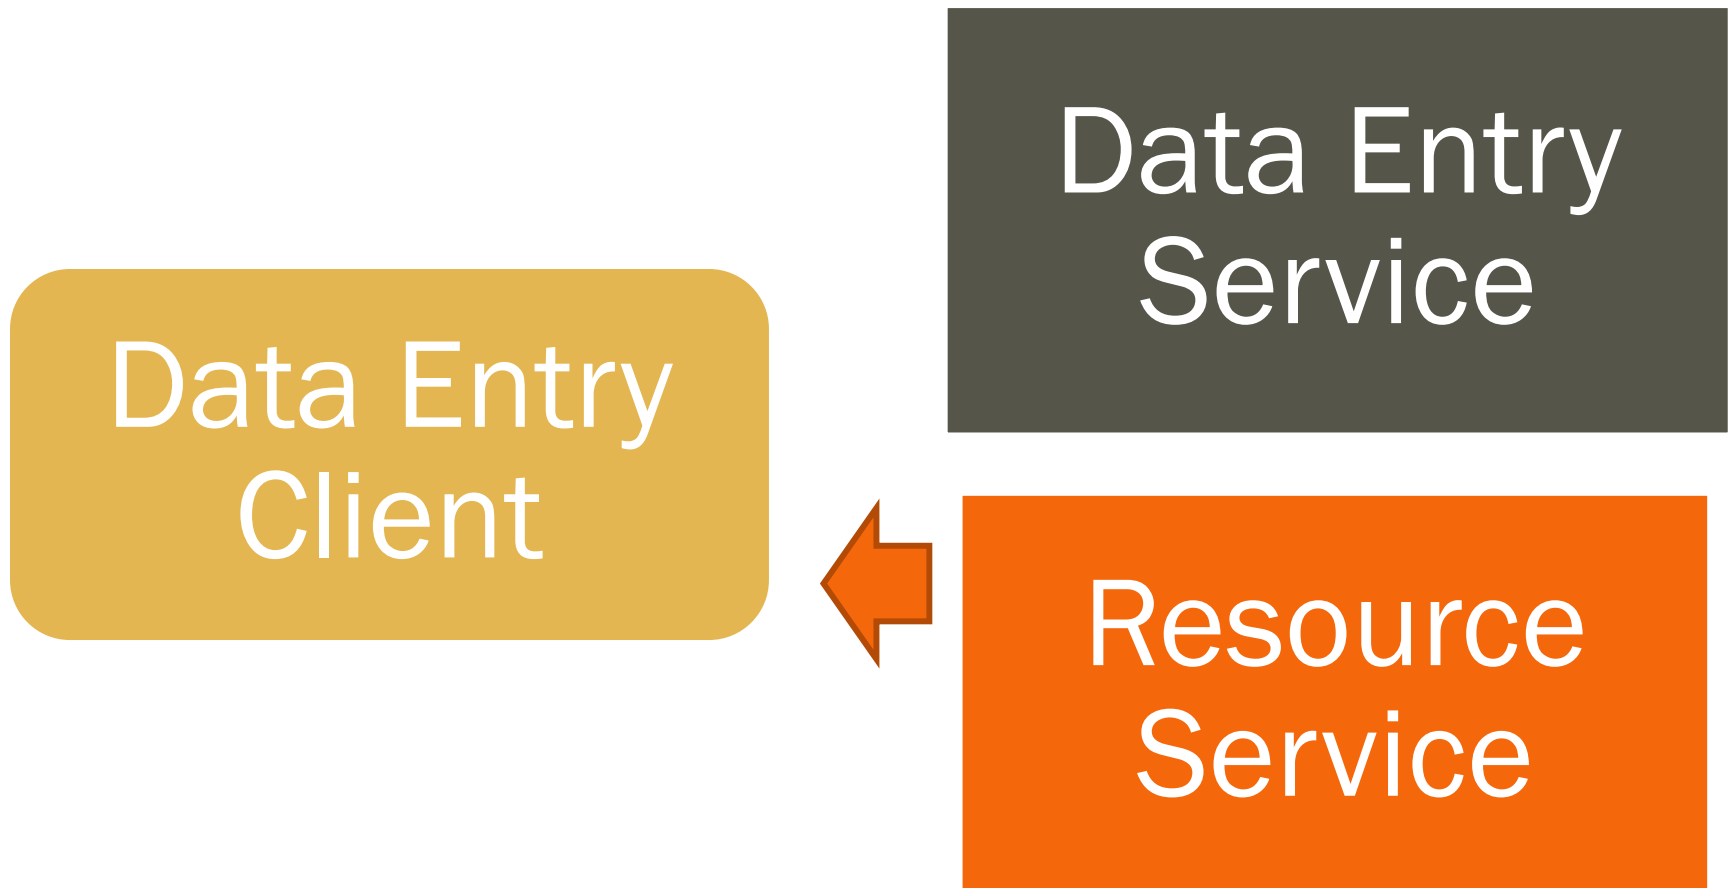 Data Entry
Service
Data Entry
Client
Resource
Service